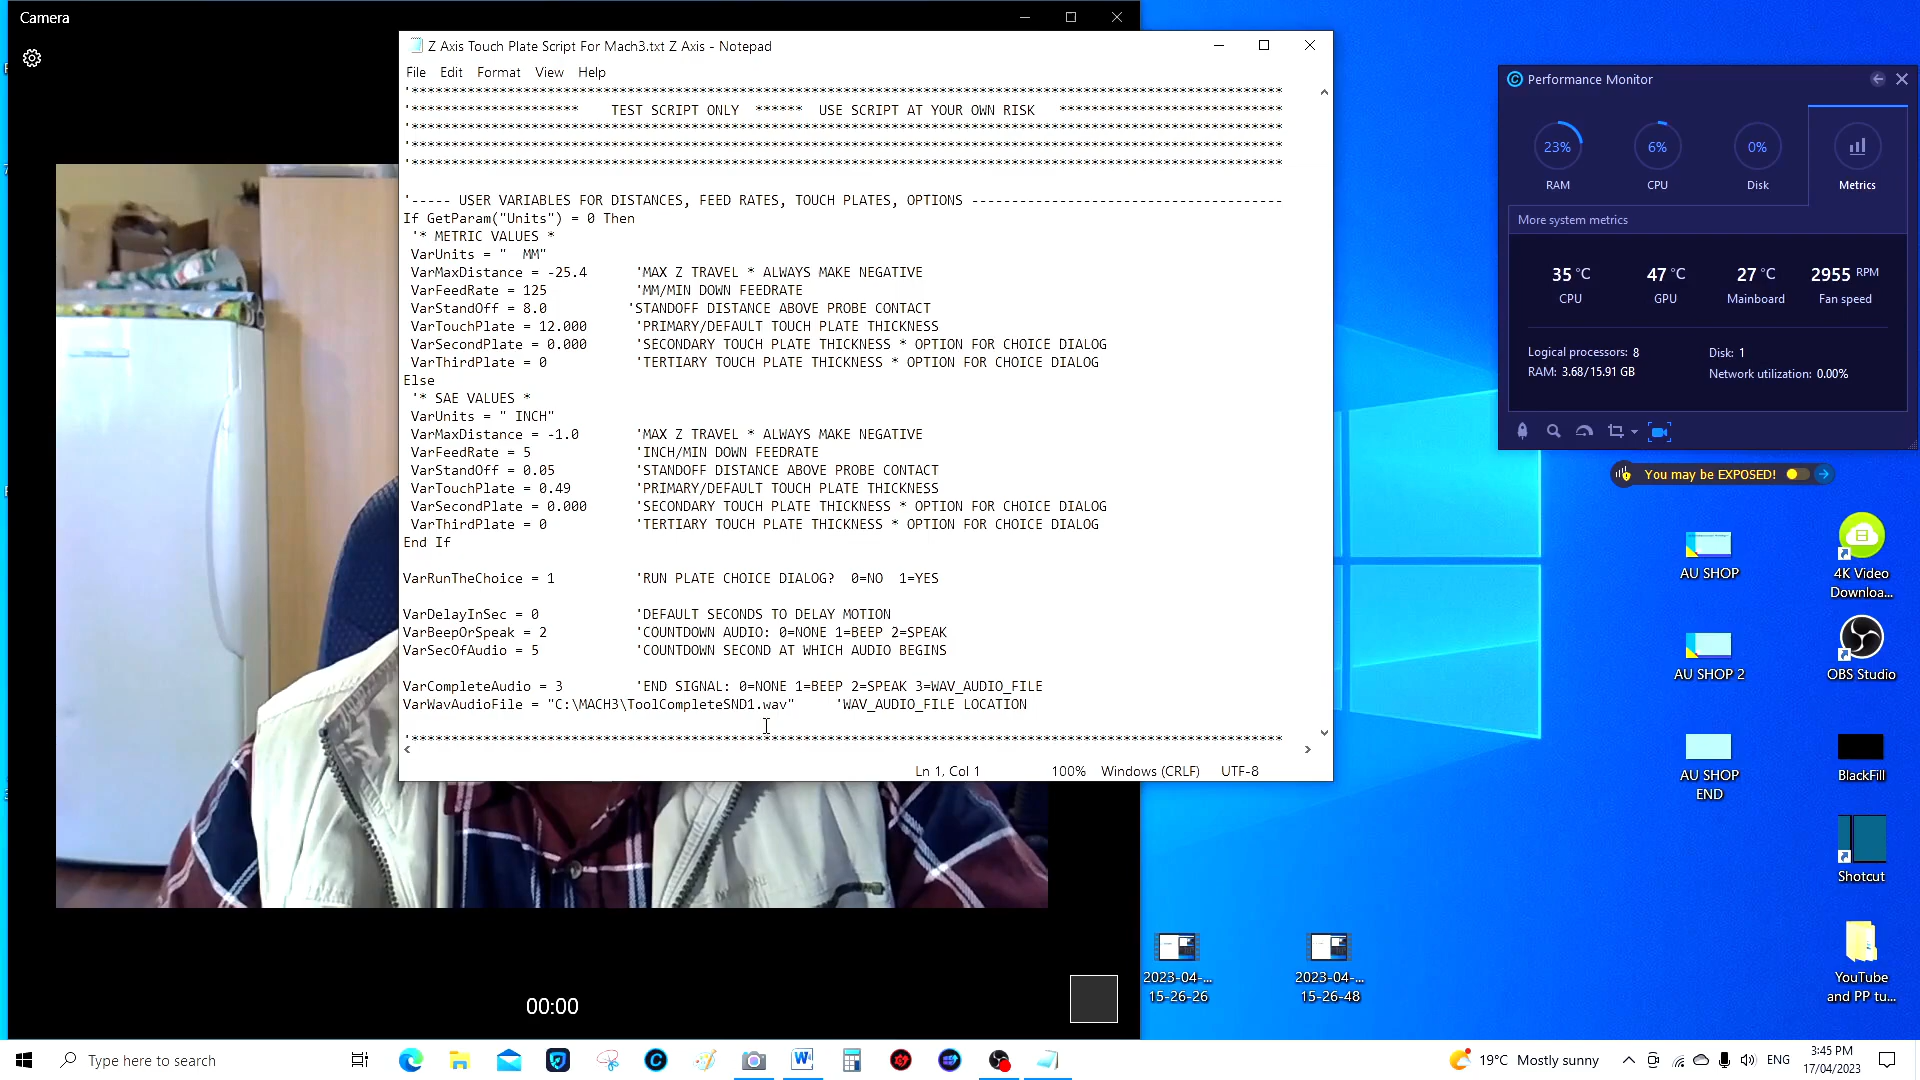 Camera
Z Axis Touch Plate Script For Mach3.txt Z Axis - Notepad
File Edit Format View Help
'*************************************************************************************************************
'********************* TEST SCRIPT ONLY ****** USE SCRIPT AT YOUR OWN RISK ****************************
'*************************************************************************************************************
'*************************************************************************************************************
'*************************************************************************************************************
'----- USER VARIABLES FOR DISTANCES, FEED RATES, TOUCH PLATES, OPTIONS ---------------------------------------
If GetParam("Units") = 0 Then
'* METRIC VALUES *
VarUnits = "  MM"
VarMaxDistance = -25.4 'MAX Z TRAVEL * ALWAYS MAKE NEGATIVE
VarFeedRate = 125 'MM/MIN DOWN FEEDRATE
VarStandOff = 8.0 'STANDOFF DISTANCE ABOVE PROBE CONTACT
VarTouchPlate = 12.000 'PRIMARY/DEFAULT TOUCH PLATE THICKNESS
VarSecondPlate = 0.000 'SECONDARY TOUCH PLATE THICKNESS * OPTION FOR CHOICE DIALOG
VarThirdPlate = 0 'TERTIARY TOUCH PLATE THICKNESS * OPTION FOR CHOICE DIALOG
Else
'* SAE VALUES *
VarUnits = " INCH"
VarMaxDistance = -1.0 'MAX Z TRAVEL * ALWAYS MAKE NEGATIVE
VarFeedRate = 5 'INCH/MIN DOWN FEEDRATE
VarStandOff = 0.05 'STANDOFF DISTANCE ABOVE PROBE CONTACT
VarTouchPlate = 0.49 'PRIMARY/DEFAULT TOUCH PLATE THICKNESS
VarSecondPlate = 0.000 'SECONDARY TOUCH PLATE THICKNESS * OPTION FOR CHOICE DIALOG
VarThirdPlate = 0 'TERTIARY TOUCH PLATE THICKNESS * OPTION FOR CHOICE DIALOG
End If
VarRunTheChoice = 1 'RUN PLATE CHOICE DIALOG?  0=NO  1=YES
VarDelayInSec = 0 'DEFAULT SECONDS TO DELAY MOTION
VarBeepOrSpeak = 2 'COUNTDOWN AUDIO: 0=NONE 1=BEEP 2=SPEAK
VarSecOfAudio = 5 'COUNTDOWN SECOND AT WHICH AUDIO BEGINS
VarCompleteAudio = 3 'END SIGNAL: 0=NONE 1=BEEP 2=SPEAK 3=WAV_AUDIO_FILE
VarWavAudioFile = "C:\MACH3\ToolCompleteSND1.wav" 'WAV_AUDIO_FILE LOCATION
'*************************************************************************************************************
Ln 1, Col 1 100% Windows (CRLF) UTF-8
00:00
Performance Monitor
23% 6% 0%
RAM CPU Disk Metrics
More system metrics
35 °C 47 °C 27 °C 2955 RPM
CPU GPU Mainboard Fan speed
Logical processors: 8 Disk: 1
RAM: 3.68/15.91 GB Network utilization: 0.00%
You may be EXPOSED!
AU SHOP
4K Video
Downloa...
AU SHOP 2
OBS Studio
AU SHOP
END
BlackFill
Shotcut
2023-04-...
15-26-26
2023-04-...
15-26-48
YouTube
and PP tu...
Type here to search
19°C Mostly sunny
ENG
3:45 PM
17/04/2023